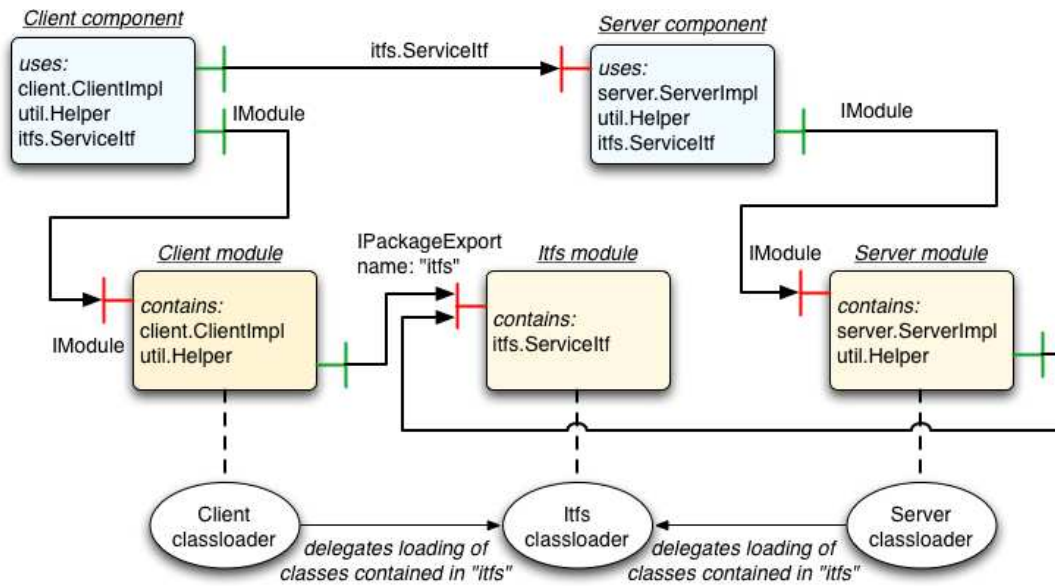 Client component
uses:
client.ClientImpl
util.Helper
itfs.ServiceItf
itfs.ServiceItf
Server component
uses:
server.ServerImpl
util.Helper
itfs.ServiceItf
IModule
IModule
Client module
contains:
client.ClientImpl
util.Helper
IModule
IPackageExport
name: "itfs"
Itfs module
contains:
itfs.ServiceItf
IModule
Server module
contains:
server.ServerImpl
util.Helper
Client
classloader
delegates loading of
classes contained in "itfs"
Itfs
classloader
delegates loading of
classes contained in "itfs"
Server
classloader